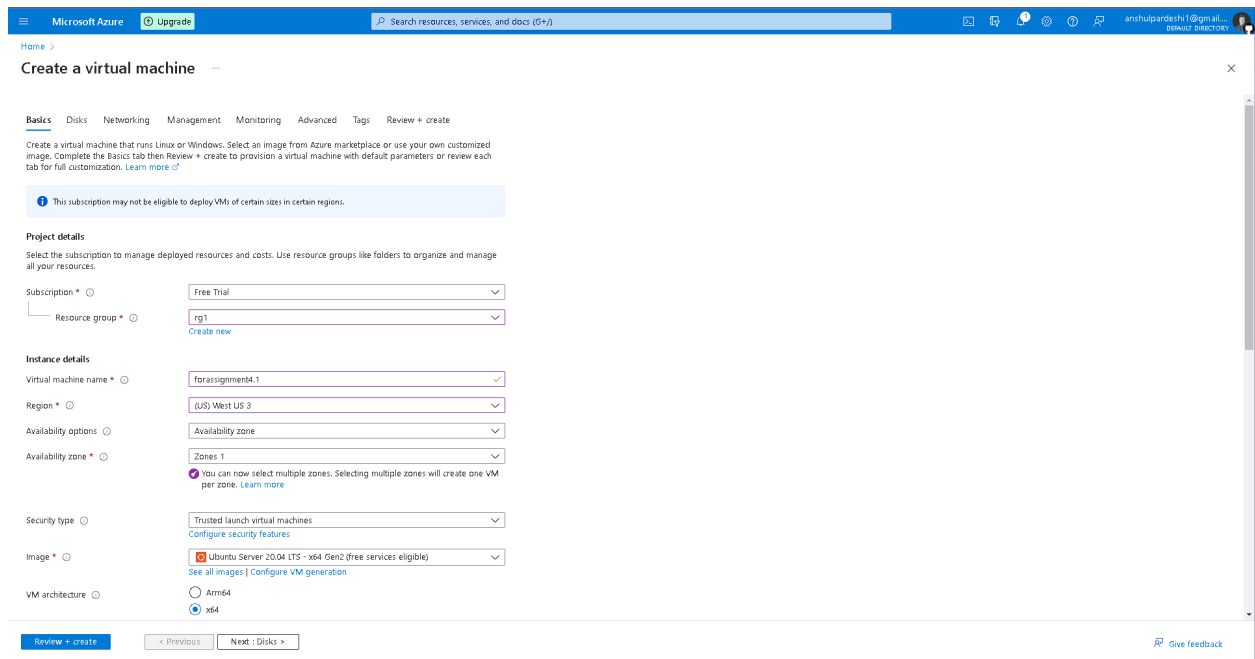 Microsoft Azure
Upgrade
Search resources, services, and docs (G+/)
anshulpardeshi1@gmail....
DEFAULT DIRECTORY
Home >
Create a virtual machine ...
Basics Disks Networking Management Monitoring Advanced Tags Review + create
Create a virtual machine that runs Linux or Windows. Select an image from Azure marketplace or use your own customized
image. Complete the Basics tab then Review + create to provision a virtual machine with default parameters or review each
tab for full customization. Learn more
This subscription may not be eligible to deploy VMs of certain sizes in certain regions.
Project details
Select the subscription to manage deployed resources and costs. Use resource groups like folders to organize and manage
all your resources.
Subscription *
Free Trial
Resource group *
rg1
Create new
Instance details
Virtual machine name *
forassignment4.1
Region *
(US) West US 3
Availability options
Availability zone
Availability zone *
Zones 1
You can now select multiple zones. Selecting multiple zones will create one VM
per zone. Learn more
Security type
Trusted launch virtual machines
Configure security features
Image *
Ubuntu Server 20.04 LTS - x64 Gen2 (free services eligible)
See all images | Configure VM generation
VM architecture
Arm64
x64
Review + create
< Previous
Next : Disks >
Give feedback